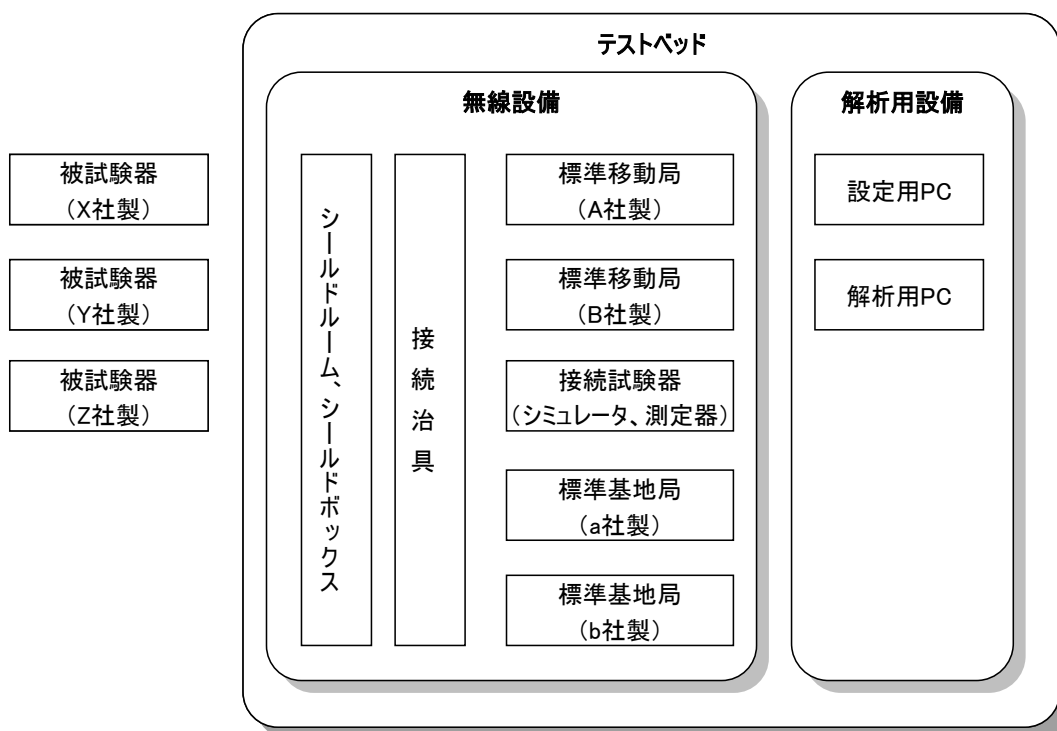 テストベッド
無線設備
解析用設備
被試験器
（X社製）
被試験器
（Y社製）
被試験器
（Z社製）
シールドルーム、シールドボックス
接続治具
標準移動局
（A社製）
標準移動局
（B社製）
接続試験器
（シミュレータ、測定器）
標準基地局
（a社製）
標準基地局
（b社製）
設定用PC
解析用PC